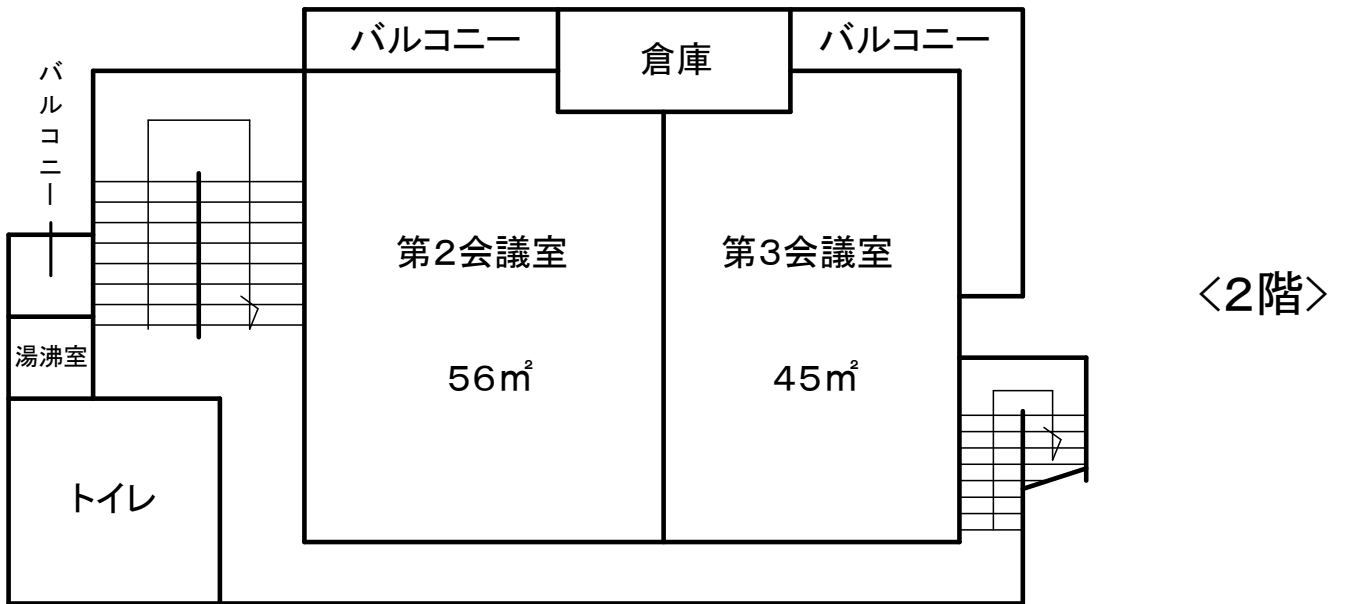 バルコニー
倉庫
バルコニー
バルコニー
第2会議室
第3会議室
<2階>
湯沸室
56㎡
45㎡
トイレ